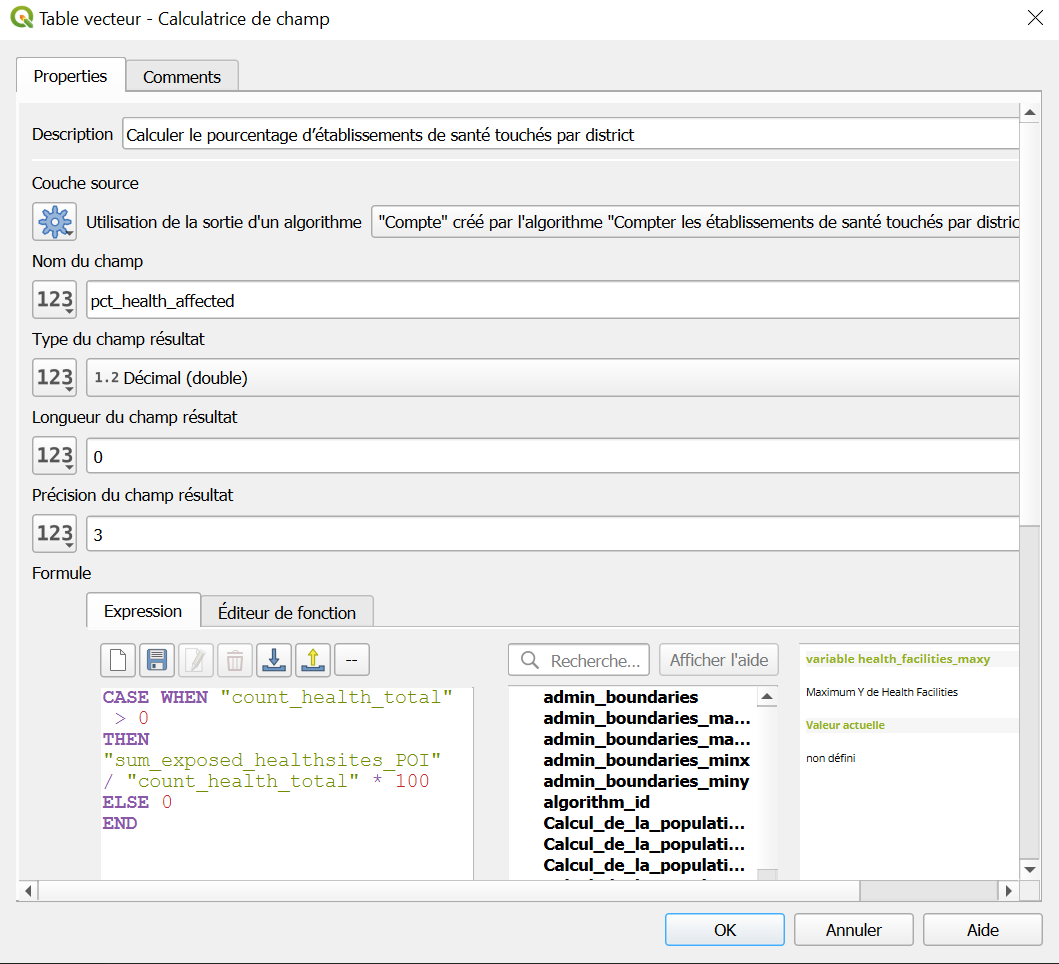 Table vecteur - Calculatrice de champ
Properties
Comments
Description
Calculer le pourcentage d’établissements de santé touchés par district
Couche source
Utilisation de la sortie d'un algorithme
"Compte" créé par l'algorithme "Compter les établissements de santé touchés par distric
Nom du champ
123
pct_health_affected
Type du champ résultat
123
1.2 Décimal (double)
Longueur du champ résultat
123
0
Précision du champ résultat
123
3
Formule
Expression
Éditeur de fonction
--
Recherche...
Afficher l'aide
CASE WHEN "count_health_total"
> 0
THEN
"sum_exposed_healthsites_POI"
/ "count_health_total" * 100
ELSE 0
END
admin_boundaries
admin_boundaries_ma...
admin_boundaries_ma...
admin_boundaries_minx
admin_boundaries_miny
algorithm_id
Calcul_de_la_populati...
Calcul_de_la_populati...
Calcul_de_la_populati...
variable health_facilities_maxy
Maximum Y de Health Facilities
Valeur actuelle
non défini
OK
Annuler
Aide